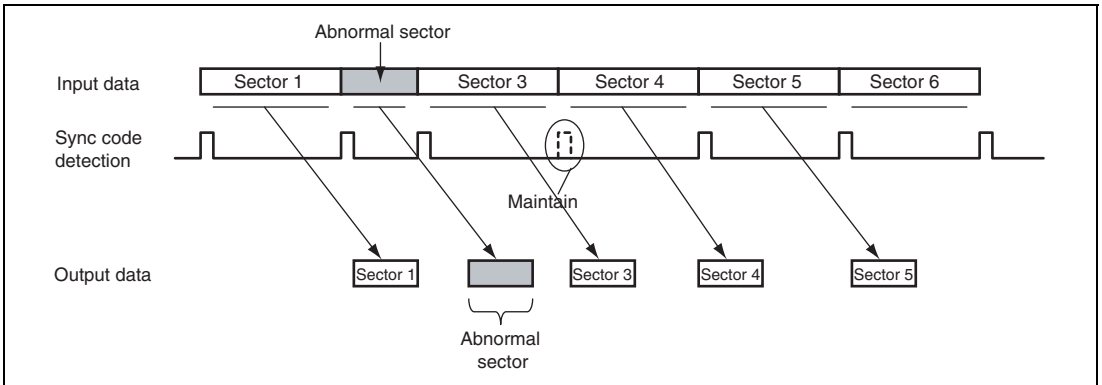 Abnormal sector
Input data
Sector 1
Sector 3
Sector 4
Sector 5
Sector 6
Sync code
detection
Maintain
Output data
Sector 1
Sector 3
Sector 4
Sector 5
Abnormal
sector